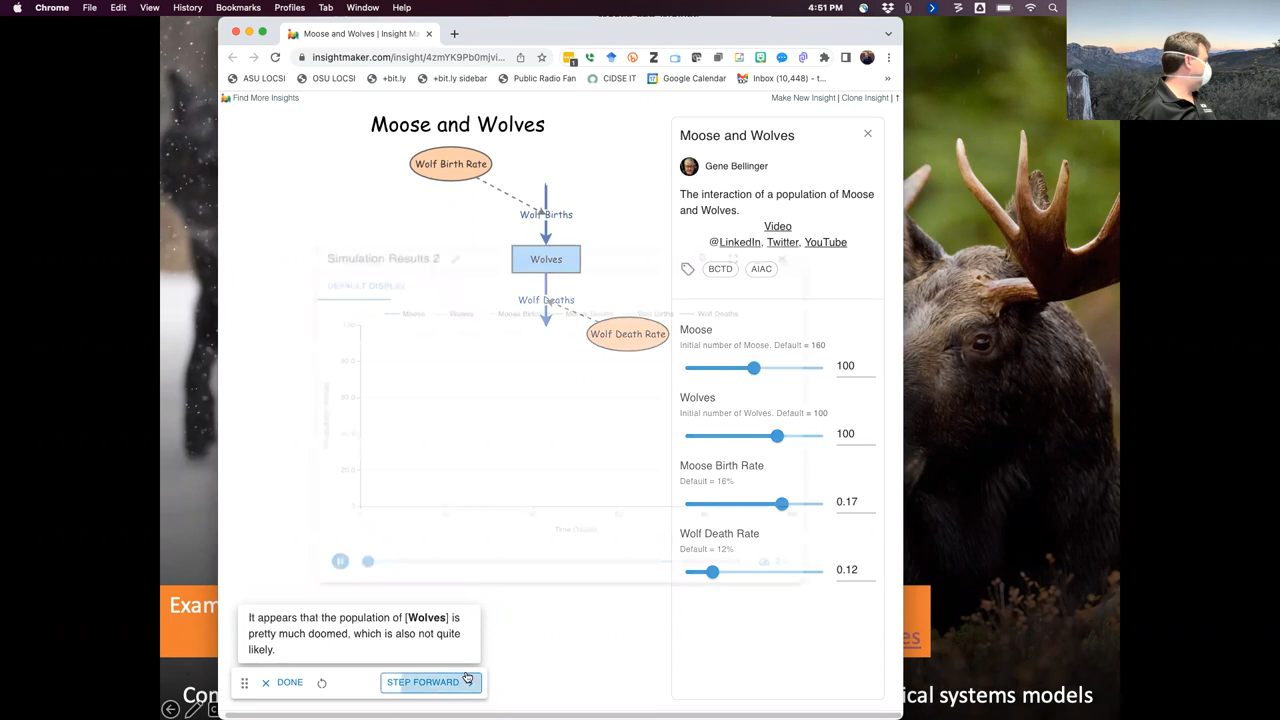 Chrome File Edit View History Bookmarks Profiles Tab Window Help 4:51 PM
Moose and Wolves | Insight Ma
insightmaker.com/insight/4zmYK9Pb0mjvi...
ASU LOCSI OSU LOCSI +bit.ly +bit.ly sidebar Public Radio Fan CIDSE IT Google Calendar Inbox (10,448) - t... »
Find More Insights Make New Insight | Clone Insight |
Moose and Wolves
Wolf Birth Rate
Wolf Births
Wolves
Wolf Deaths
Wolf Death Rate
Simulation Results 2
DEFAULT DISPLAY
Moose and Wolves
Gene Bellinger
The interaction of a population of Moose
and Wolves.
Video
@LinkedIn, Twitter, YouTube
BCTD AIAC
Moose
Initial number of Moose. Default = 160
100
Wolves
Initial number of Wolves. Default = 100
100
Moose Birth Rate
Default = 16%
0.17
Wolf Death Rate
Default = 12%
0.12
It appears that the population of [Wolves] is
pretty much doomed, which is also not quite
likely.
DONE STEP FORWARD
Exam
es
Con
ical systems models